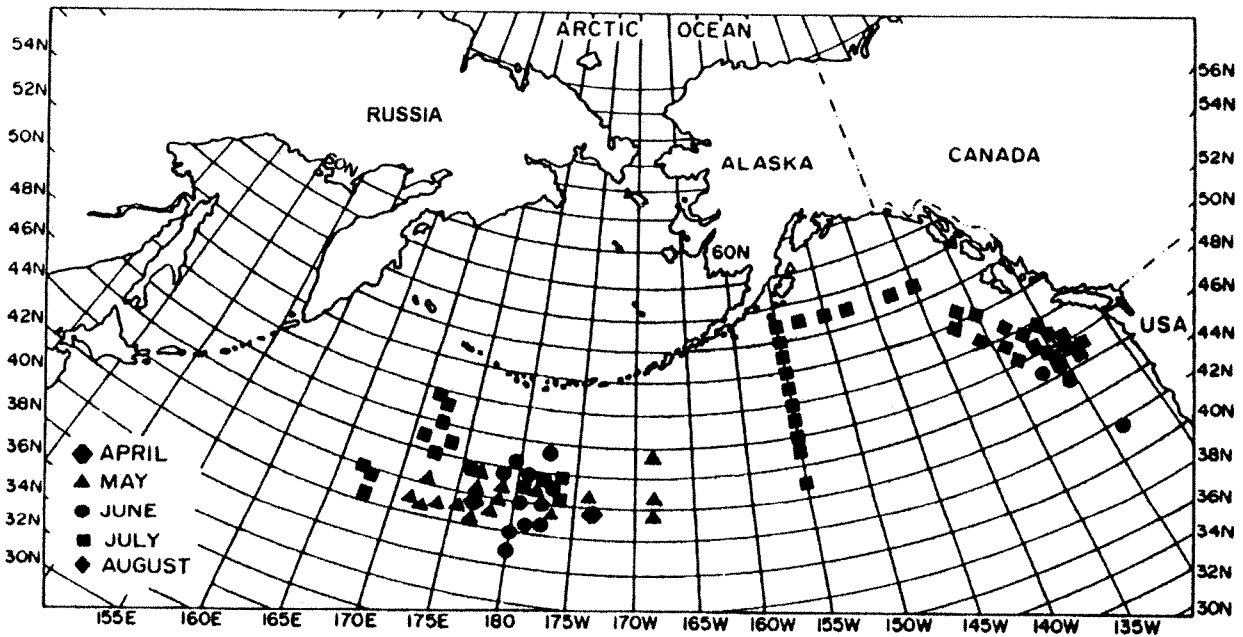 ARCTIC OCEAN
54N
52N
50N
48N
46N
44N
42N
40N
38N
36N
34N
32N
30N
RUSSIA
60N
ALASKA
CANADA
60N
USA
56N
54N
52N
50N
48N
46N
44N
42N
40N
38N
36N
34N
32N
30N
APRIL
MAY
JUNE
JULY
AUGUST
155E 160E 165E 170E 175E 180 175W 170W 165W 160W 155W 150W 145W 140W 135W